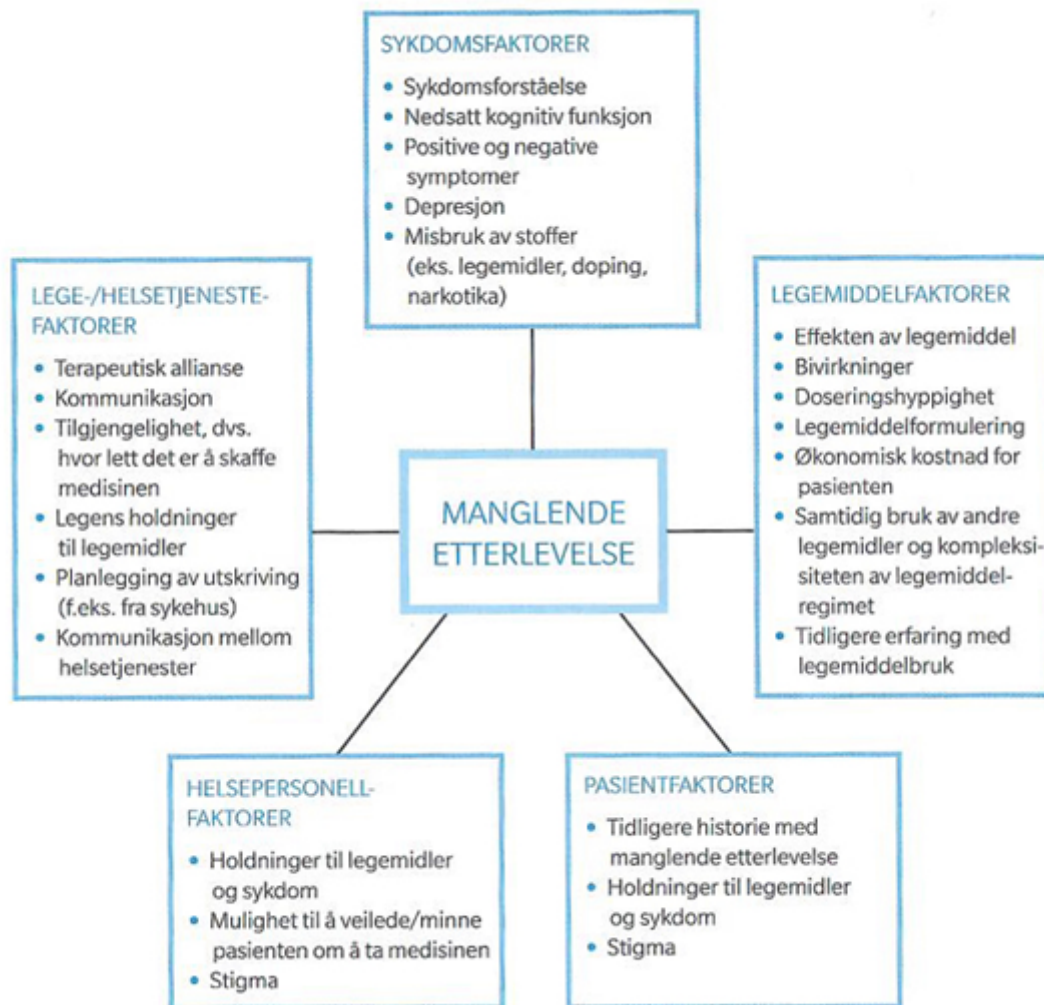 SYKDOMSFAKTORER
• Sykdomsforståelse
• Nedsatt kognitiv funksjon
• Positive og negative
symptomer
• Depresjon
• Misbruk av stoffer
(eks. legemidler, doping,
narkotika)
LEGE-/HELSETJENESTE-
FAKTORER
• Terapeutisk allianse
• Kommunikasjon
• Tilgjengelighet, dvs.
hvor lett det er å skaffe
medisinen
• Legens holdninger
til legemidler
• Planlegging av utskriving
(f.eks. fra sykehus)
• Kommunikasjon mellom
helsetjenester
MANGLENDE
ETTERLEVELSE
LEGEMIDDELFAKTORER
• Effekten av legemiddel
• Bivirkninger
• Doseringshyppighet
• Legemiddelformulering
• Økonomisk kostnad for
pasienten
• Samtidig bruk av andre
legemidler og kompleksi-
siteten av legemiddel-
regimet
• Tidligere erfaring med
legemiddelbruk
HELSEPERSONELL-
FAKTORER
• Holdninger til legemidler
og sykdom
• Mulighet til å veilede/minne
pasienten om å ta medisinen
• Stigma
PASIENTFAKTORER
• Tidligere historie med
manglende etterlevelse
• Holdninger til legemidler
og sykdom
• Stigma